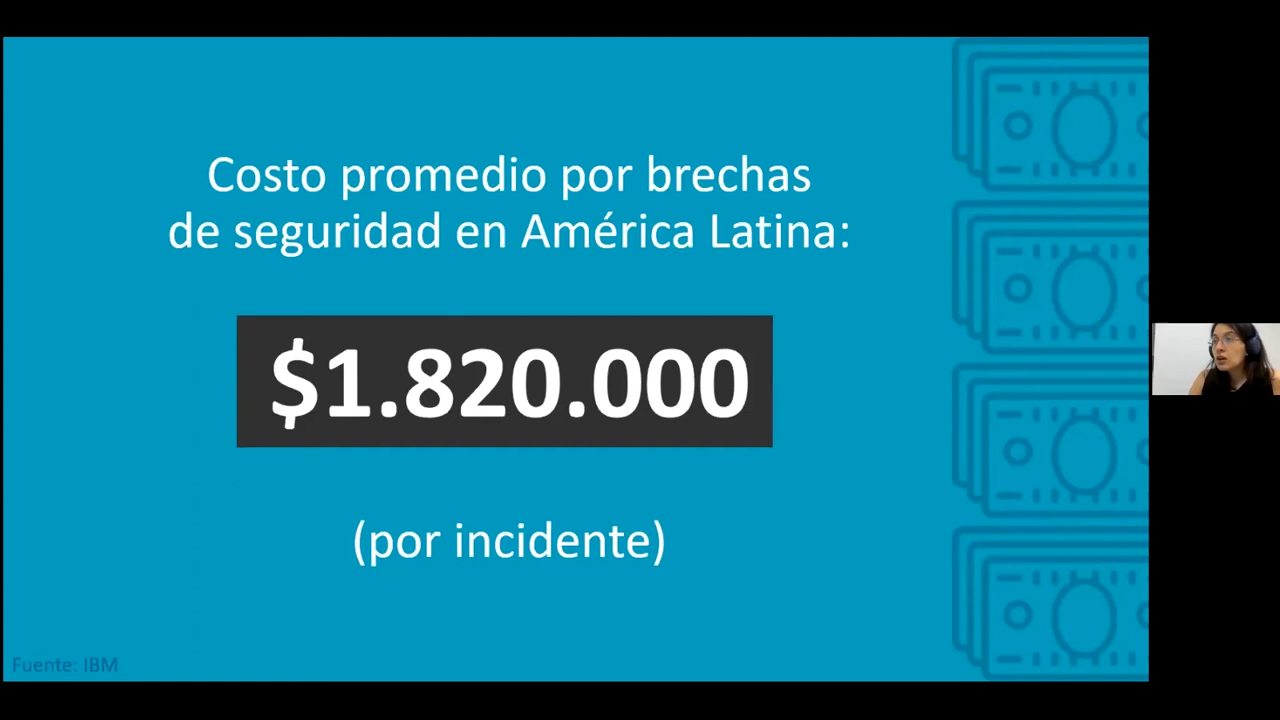 Costo promedio por brechas
de seguridad en América Latina:
$1.820.000
(por incidente)
Fuente: IBM